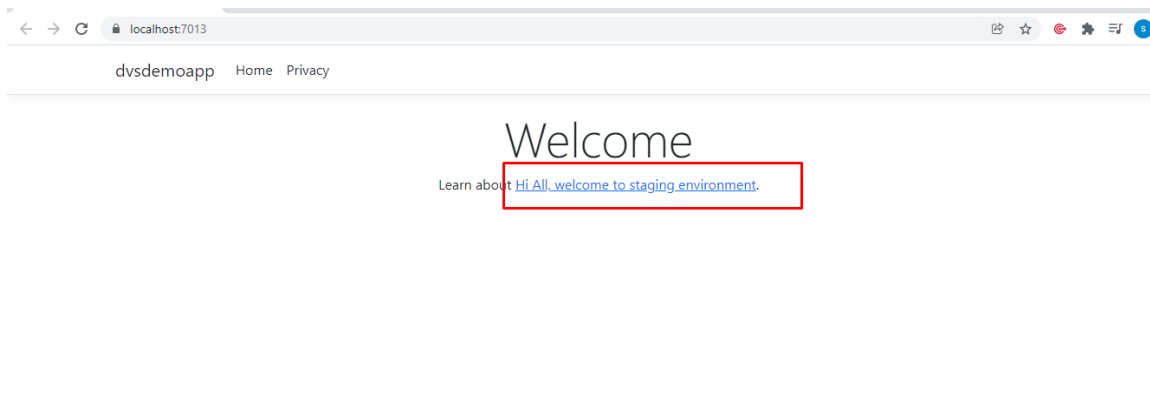 localhost:7013
s
dvsdemoapp Home Privacy
Welcome
Learn about Hi All, welcome to staging environment.